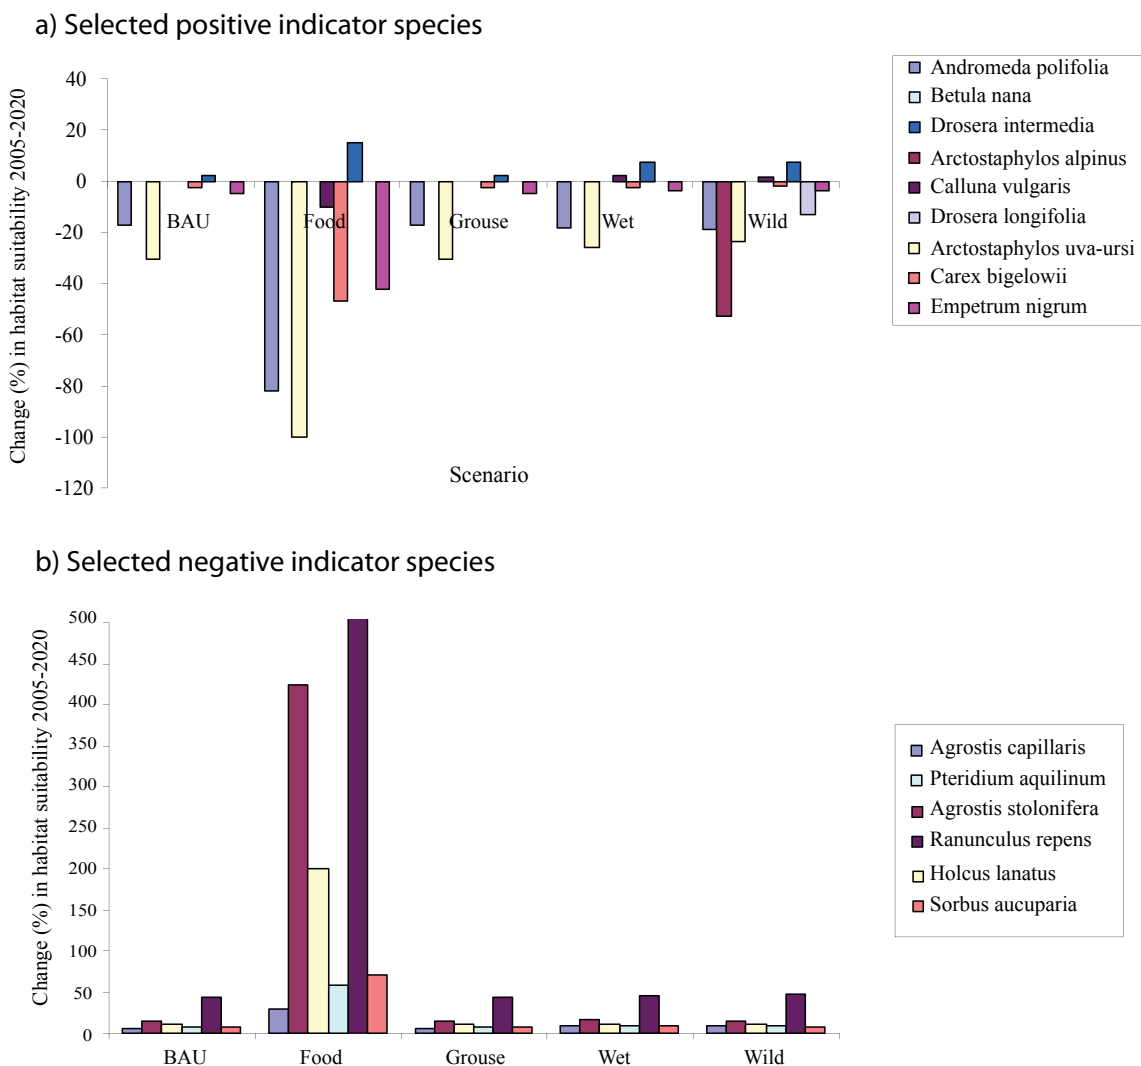 a) Selected positive indicator species
Change (%) in habitat suitability 2005-2020
40
20
0
-20
-40
-60
-80
-100
-120
BAU
Food
Grouse
Wet
Wild
Scenario
Andromeda polifolia
Betula nana
Drosera intermedia
Arctostaphylos alpinus
Calluna vulgaris
Drosera longifolia
Arctostaphylos uva-ursi
Carex bigelowii
Empetrum nigrum
b) Selected negative indicator species
Change (%) in habitat suitability 2005-2020
500
450
400
350
300
200
150
100
50
0
BAU
Food
Grouse
Wet
Wild
Agrostis capillaris
Pteridium aquilinum
Agrostis stolonifera
Ranunculus repens
Holcus lanatus
Sorbus aucuparia